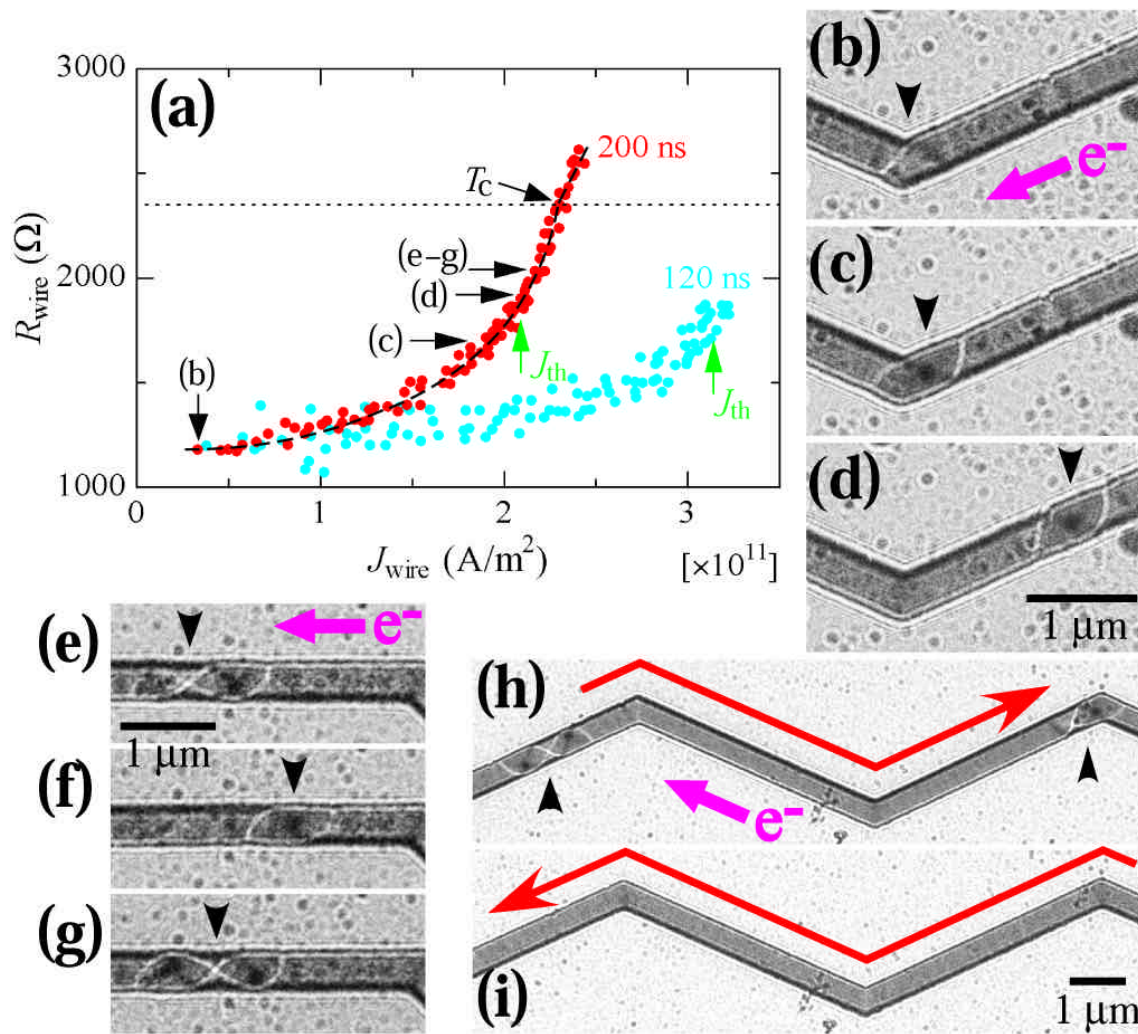 (a)
3000
2000
1000
R_wire (Ω)
200 ns
T_C
(e–g)
(d)
(c)
(b)
120 ns
J_th
J_th
0 1 2 3
J_wire (A/m²) [×10¹¹]
(b)
e⁻
(c)
(d)
1 μm
(e)
e⁻
1 μm
(f)
(g)
(h)
e⁻
(i)
1 μm